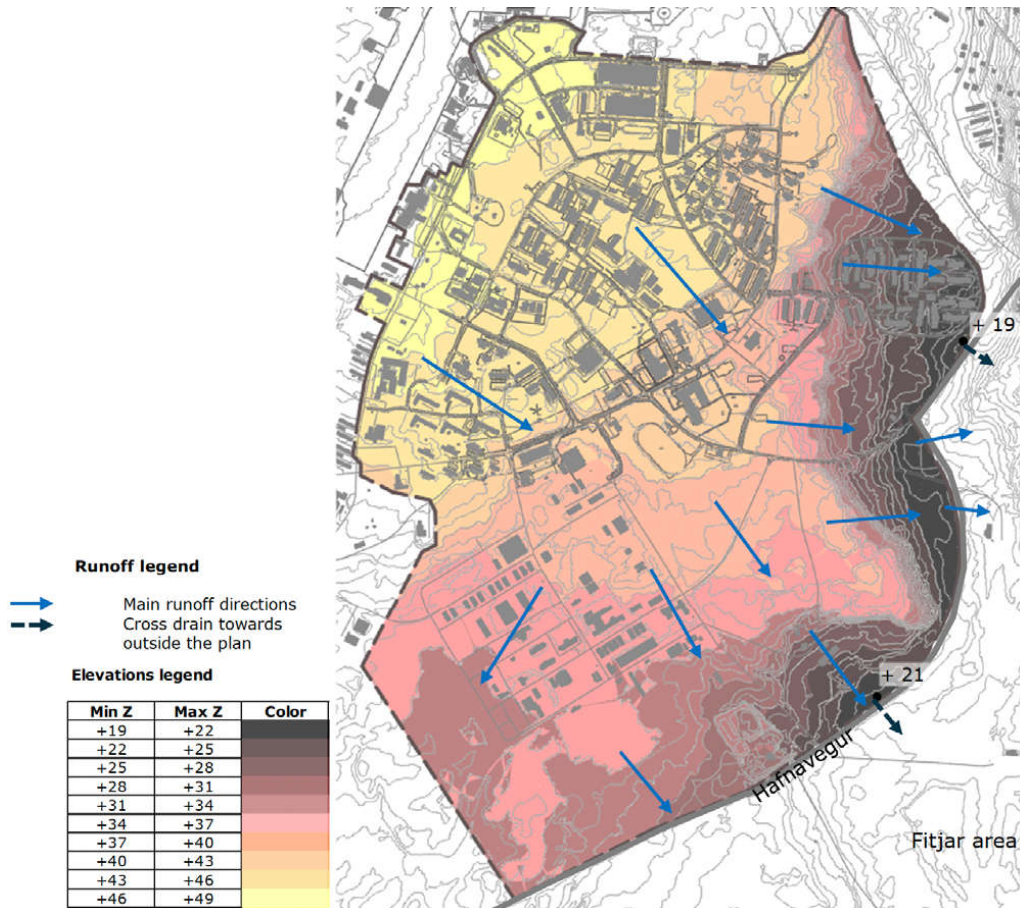 + 19
Runoff legend
Main runoff directions
Cross drain towards
outside the plan
+ 21
Elevations legend
Min Z Max Z Color
+19 +22
+22 +25
+25 +28
+28 +31
+31 +34
+34 +37
+37 +40
+40 +43
+43 +46
+46 +49
Hafnavegur
Fitjar area